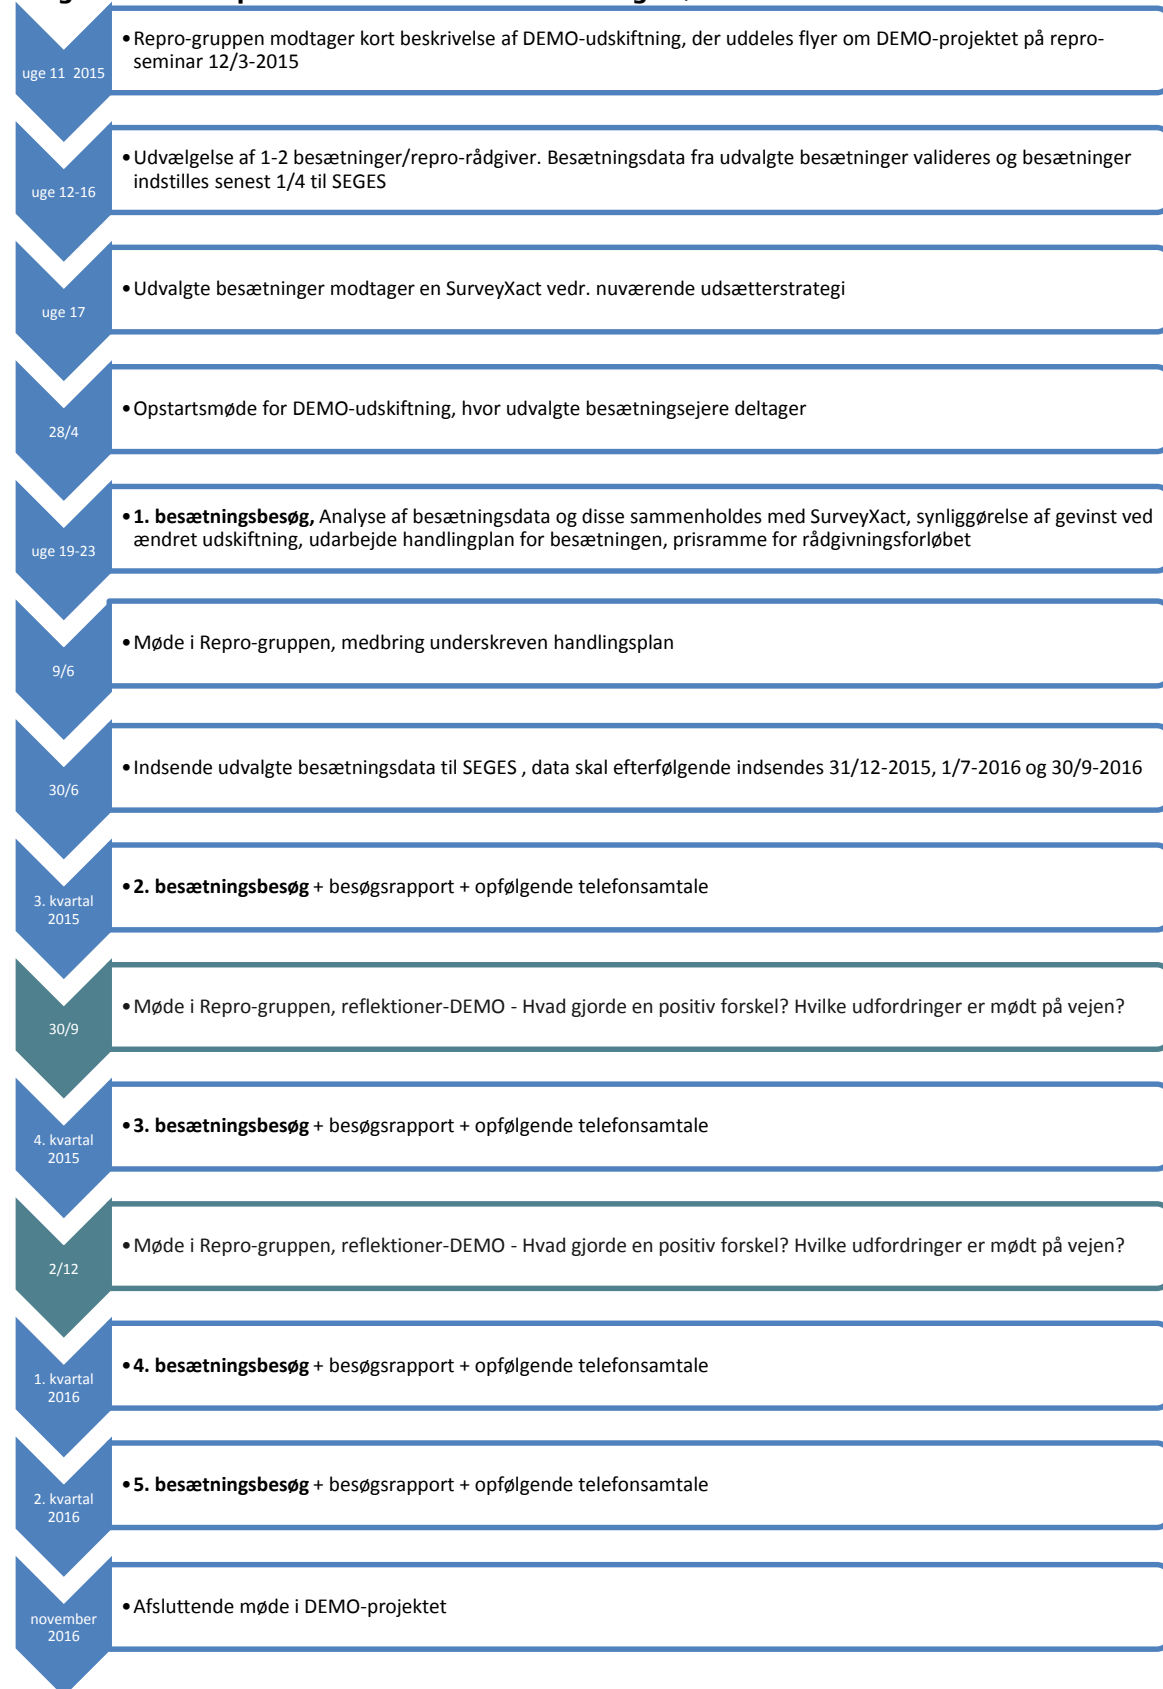 uge 11 2015
•Repro-gruppen modtager kort beskrivelse af DEMO-udskiftning, der uddeles flyer om DEMO-projektet på repro-
seminar 12/3-2015
uge 12-16
•Udvælgelse af 1-2 besætninger/repro-rådgiver. Besætningsdata fra udvalgte besætninger valideres og besætninger
indstilles senest 1/4 til SEGES
uge 17
•Udvalgte besætninger modtager en SurveyXact vedr. nuværende udsætterstrategi
28/4
•Opstartsmøde for DEMO-udskiftning, hvor udvalgte besætningsejere deltager
uge 19-23
•1. besætningsbesøg, Analyse af besætningsdata og disse sammenholdes med SurveyXact, synliggørelse af gevinst ved
ændret udskiftning, udarbejde handlingplan for besætningen, prisramme for rådgivningsforløbet
9/6
•Møde i Repro-gruppen, medbring underskreven handlingsplan
30/6
•Indsende udvalgte besætningsdata til SEGES , data skal efterfølgende indsendes 31/12-2015, 1/7-2016 og 30/9-2016
3. kvartal
2015
•2. besætningsbesøg + besøgsrapport + opfølgende telefonsamtale
30/9
•Møde i Repro-gruppen, reflektioner-DEMO - Hvad gjorde en positiv forskel? Hvilke udfordringer er mødt på vejen?
4. kvartal
2015
•3. besætningsbesøg + besøgsrapport + opfølgende telefonsamtale
2/12
•Møde i Repro-gruppen, reflektioner-DEMO - Hvad gjorde en positiv forskel? Hvilke udfordringer er mødt på vejen?
1. kvartal
2016
•4. besætningsbesøg + besøgsrapport + opfølgende telefonsamtale
2. kvartal
2016
•5. besætningsbesøg + besøgsrapport + opfølgende telefonsamtale
november
2016
•Afsluttende møde i DEMO-projektet